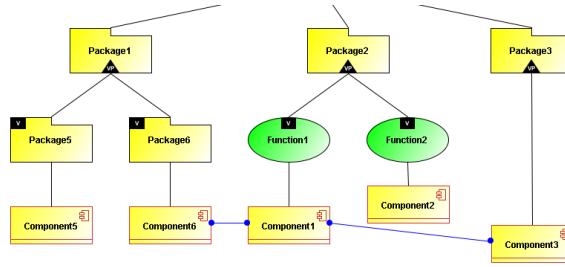 Package1
Package2
Package3
VP
VP
VP
V
V
V
V
Package5
Package6
Function1
Function2
Component5
Component6
Component1
Component2
Component3